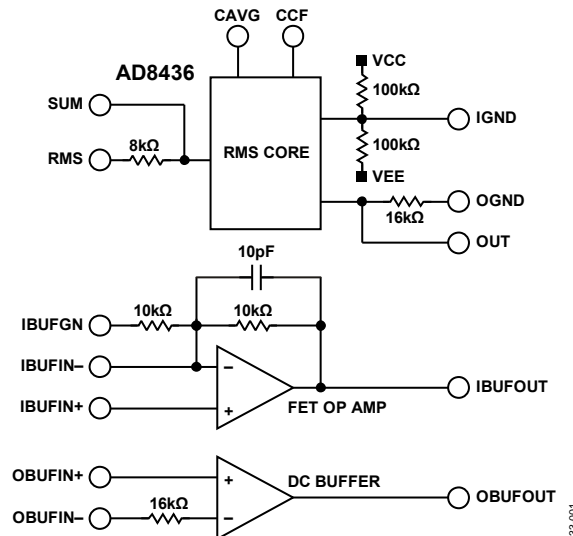 CAVG CCF
AD8436
VCC
100kΩ
SUM
IGND
RMS
8kΩ
RMS CORE
100kΩ
VEE
OGND
16kΩ
OUT
10pF
10kΩ
10kΩ
IBUFGN
IBUFIN–
–
IBUFOUT
IBUFIN+
+
FET OP AMP
OBUFIN+
+
DC BUFFER
OBUFOUT
16kΩ
OBUFIN–
–